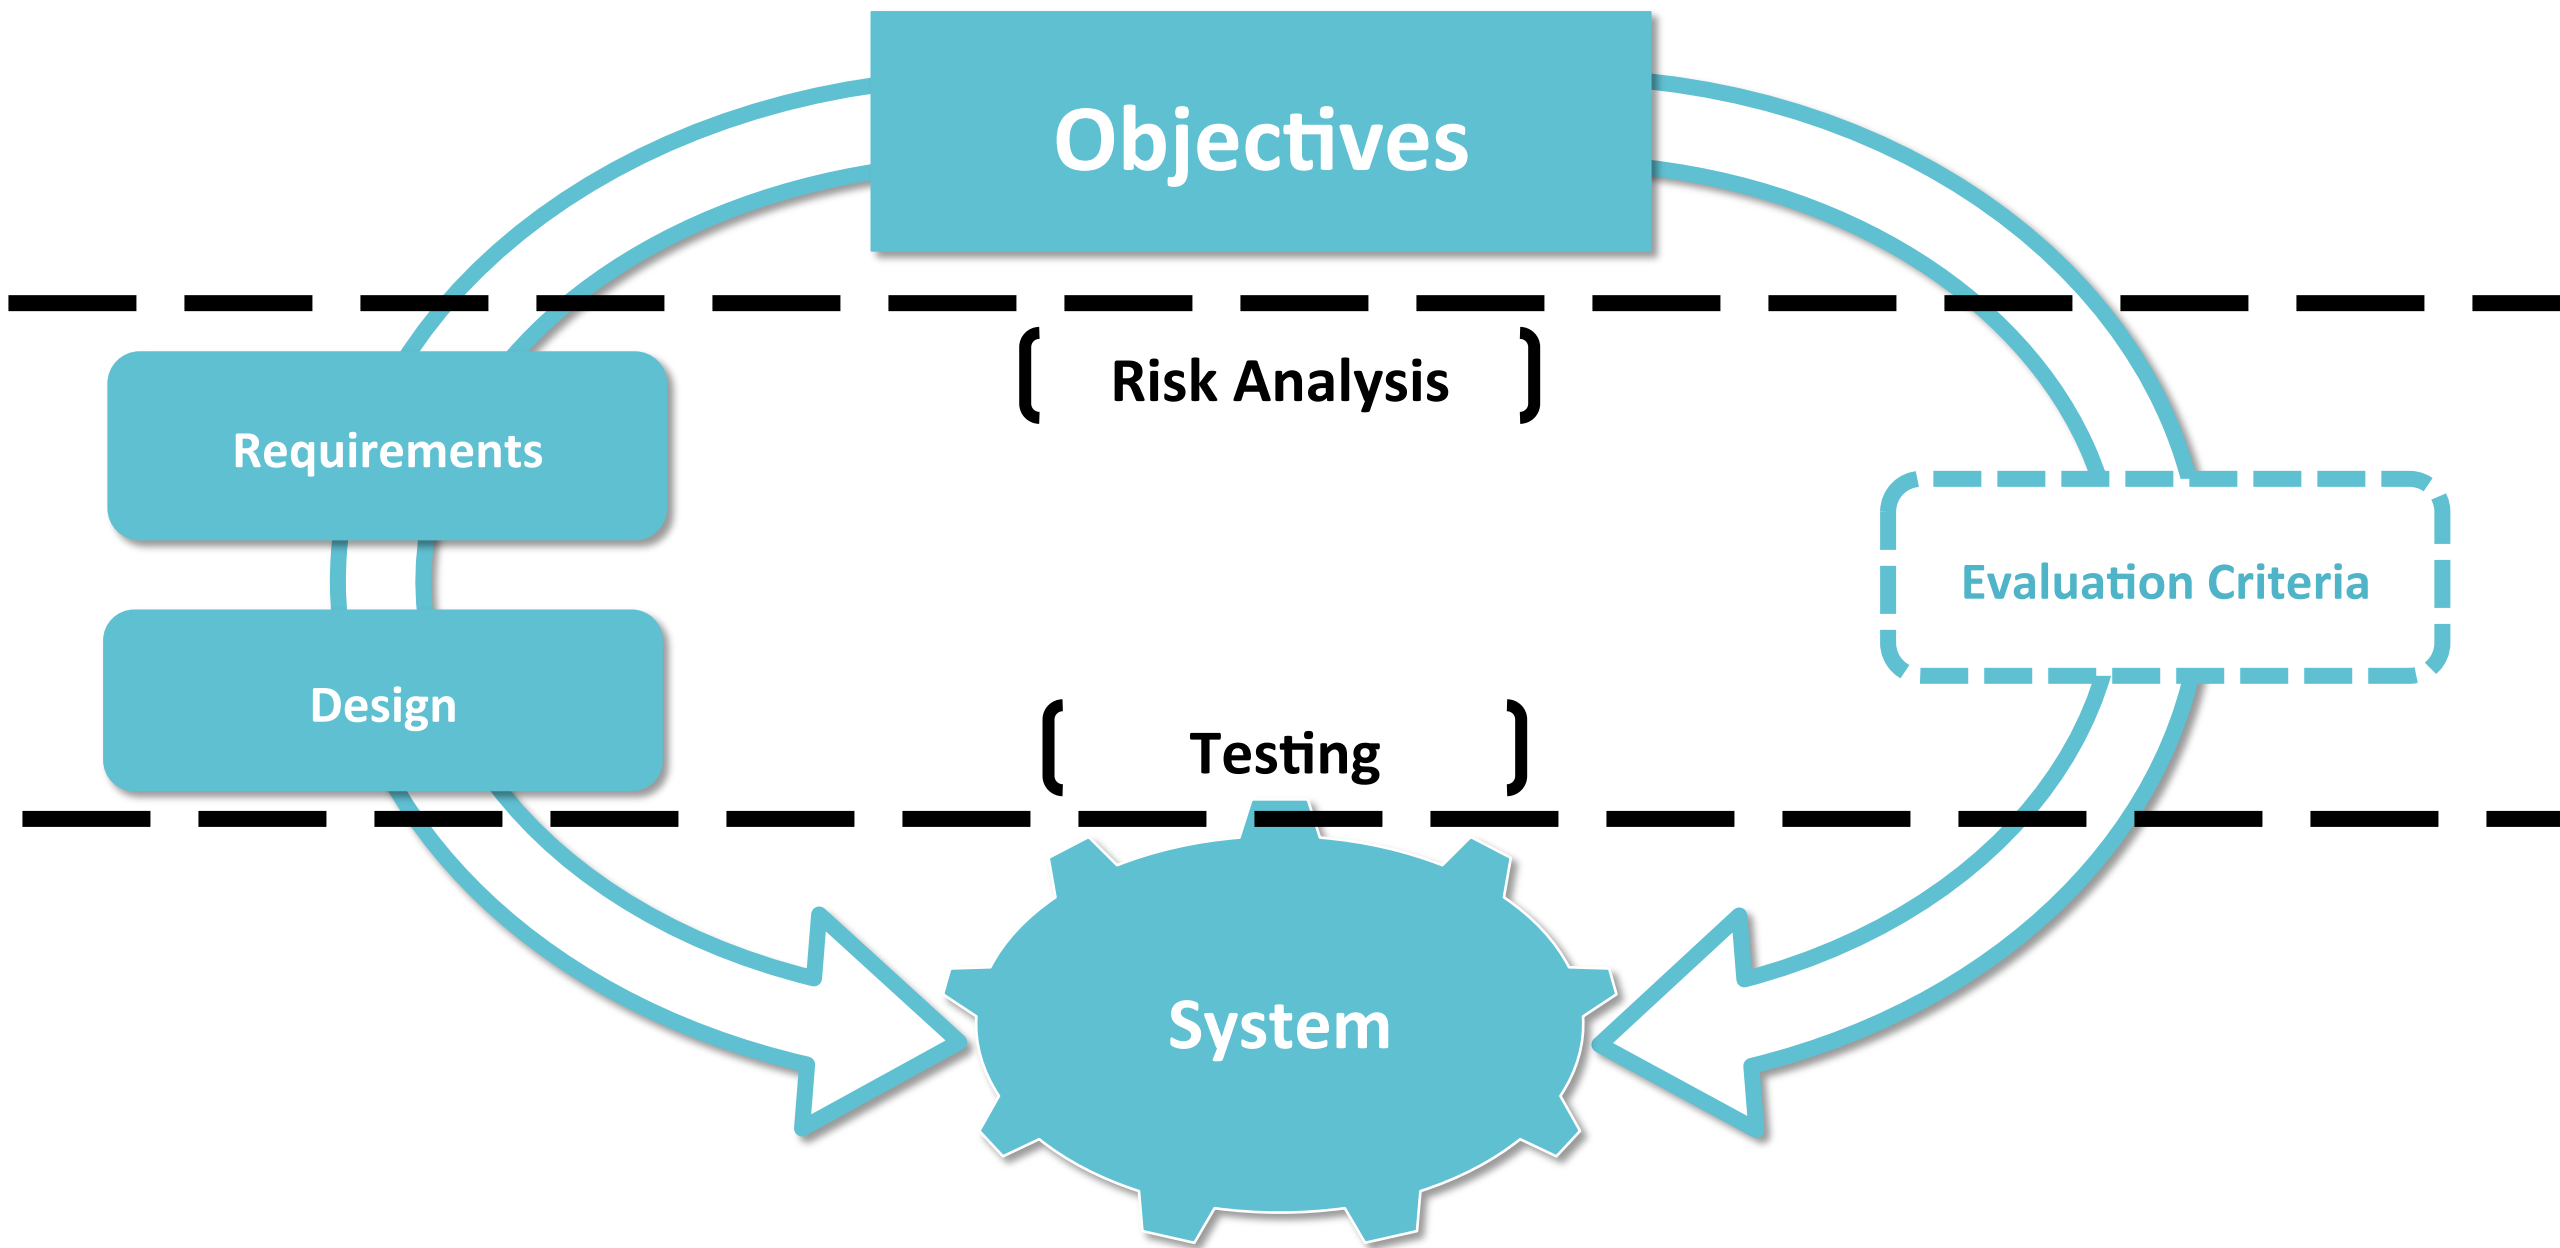 Objectives
Risk Analysis
Requirements
Evaluation Criteria
Design
Testing
System